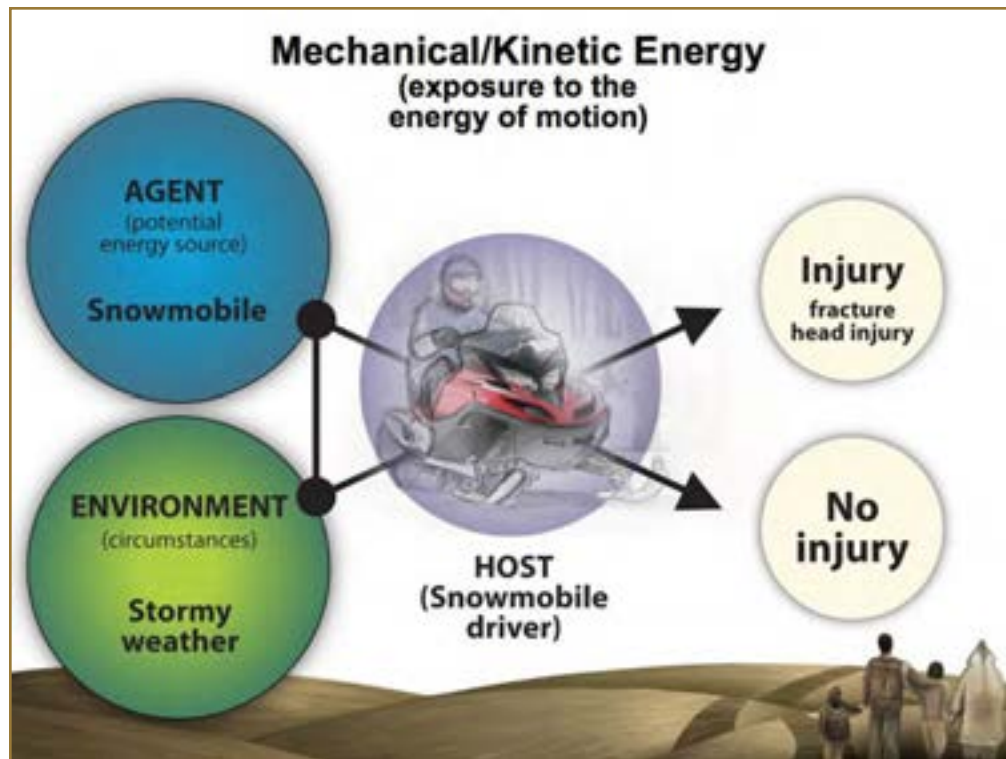 Mechanical/Kinetic Energy
(exposure to the
energy of motion)
AGENT
(potential
energy source)
Snowmobile
ENVIRONMENT
(circumstances)
Stormy
weather
HOST
(Snowmobile
driver)
Injury
fracture
head injury
No
injury